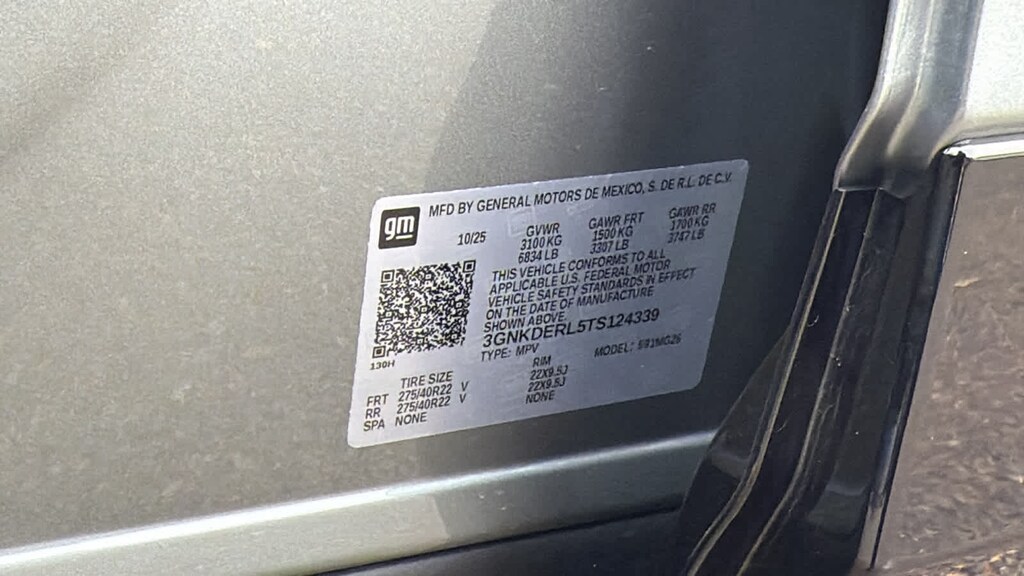 gm
MFD BY GENERAL MOTORS DE MEXICO, S. DE R.L. DE C.V.
10/25 GVWR GAWR FRT GAWR RR
3100 KG 1500 KG 1700 KG
6834 LB 3307 LB 3747 LB
THIS VEHICLE CONFORMS TO ALL
APPLICABLE U.S. FEDERAL MOTOR
VEHICLE SAFETY STANDARDS IN EFFECT
ON THE DATE OF MANUFACTURE
SHOWN ABOVE.
3GNKDERL5TS124339
130H
TYPE: MPV MODEL:
TIRE SIZE RIM
FRT 275/40R22 V 22X9.5J
RR 275/40R22 V 22X9.5J
SPA NONE NONE